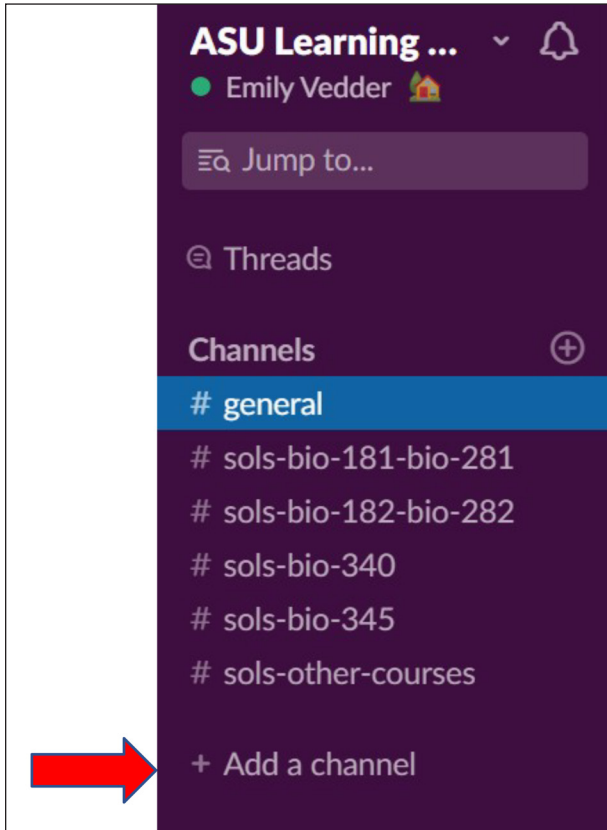 ASU Learning ...
Emily Vedder
Jump to...
Threads
Channels
# general
# sols-bio-181-bio-281
# sols-bio-182-bio-282
# sols-bio-340
# sols-bio-345
# sols-other-courses
+ Add a channel